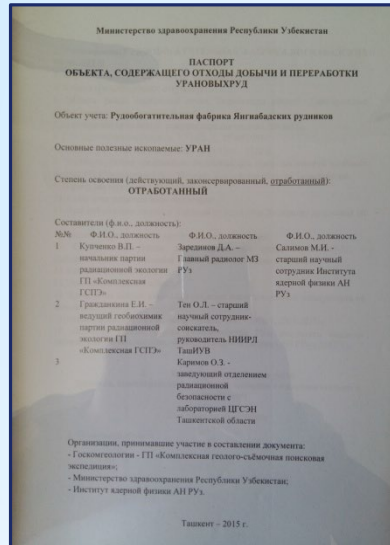 Министерство здравоохранения Республики Узбекистан
ПАСПОРТ
ОБЪЕКТА, СОДЕРЖАЩЕГО ОТХОДЫ ДОБЫЧИ И ПЕРЕРАБОТКИ
УРАНОВЫХРУД
Объект учета: Рудообогатительная фабрика Янгиабадских рудников
Основные полезные ископаемые: УРАН
Степень освоения (действующий, законсервированный, отработанный):
ОТРАБОТАННЫЙ
Составители (ф.и.о., должность):
№№ Ф.И.О., должность Ф.И.О., должность Ф.И.О., должность
1 Купченко В.П. – Зарединов Д.А. – Салимов М.И. -
начальник партии Главный радиолог МЗ старший научный
радиационной экологии РУз сотрудник Института
ГП «Комплексная ядерной физики АН
ГСПЭ» РУз
2 Гражданкина Е.И. – Тен О.Л. – старший
ведущий геобиохимик научный сотрудник-
партии радиационной соискатель,
экологии ГП руководитель НИИРЛ
«Комплексная ГСПЭ» ТашИУВ
3 Каримов О.З. -
заведующий отделением
радиационной
безопасности с
лабораторией ЦГСЭН
Ташкентской области
Организации, принимавшие участие в составлении документа:
- Госкомгеологии - ГП «Комплексная геолого-съёмочная поисковая
экспедиция»;
- Министерство здравоохранения Республики Узбекистан;
- Институт ядерной физики АН РУз.
Ташкент – 2015 г.